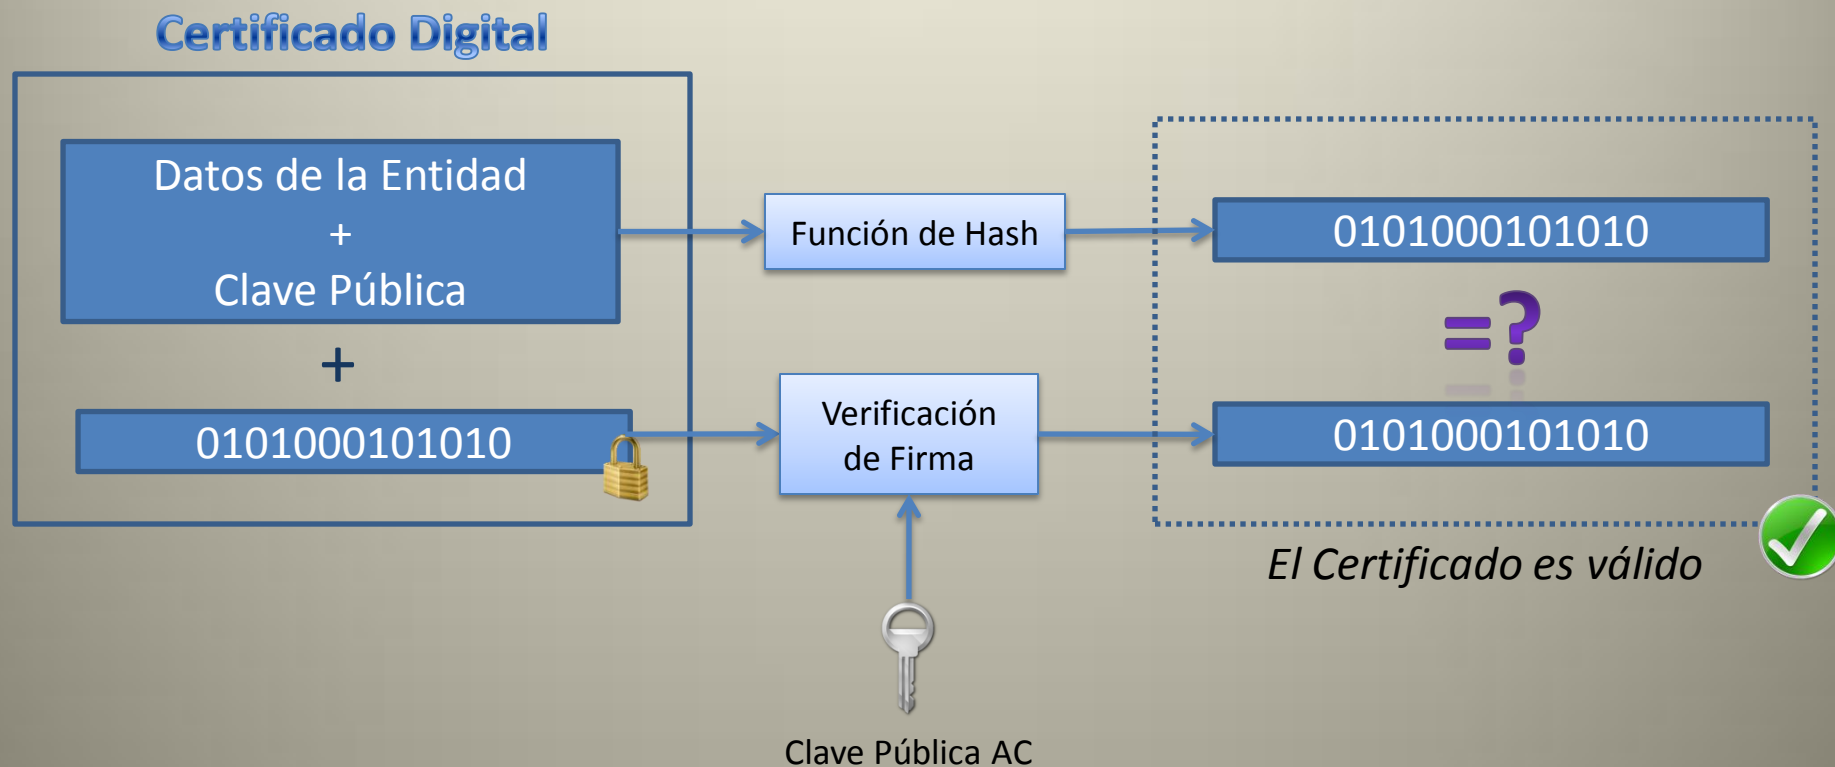 Certificado Digital
Datos de la Entidad
+
Clave Pública
+
0101000101010
Función de Hash
Verificación
de Firma
Clave Pública AC
0101000101010
=?
0101000101010
El Certificado es válido